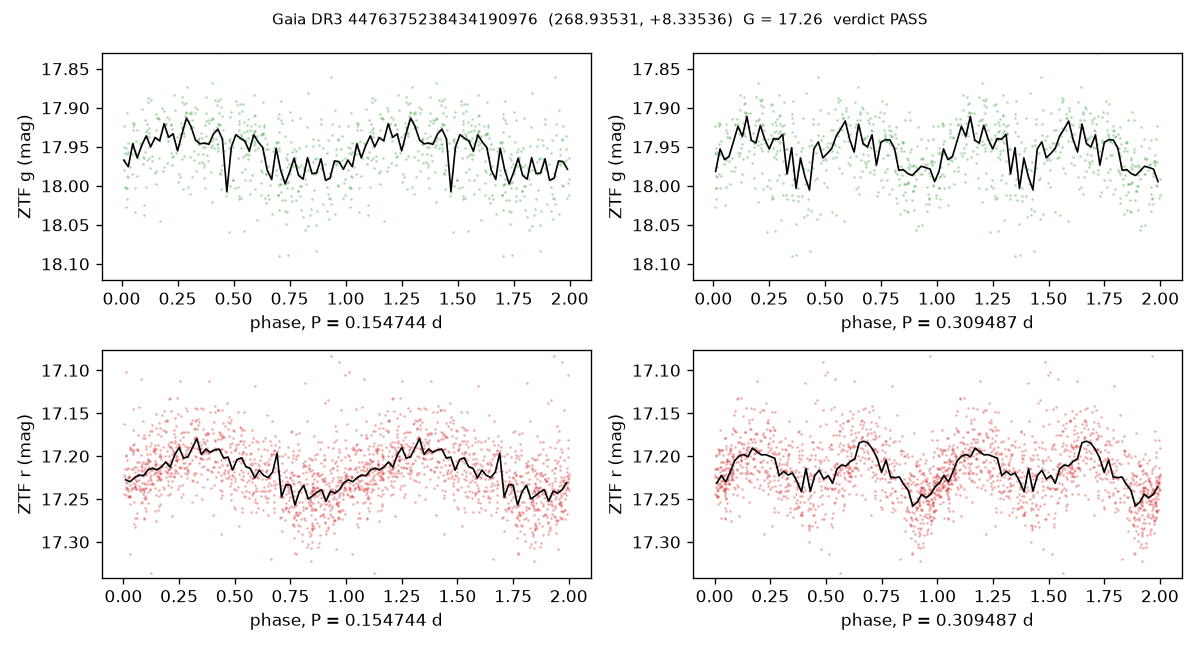 Gaia DR3 4476375238434190976 (268.93531, +8.33536) G = 17.26 verdict PASS
ZTF g (mag)
17.85
17.90
17.95
18.00
18.05
18.10
0.00 0.25 0.50 0.75 1.00 1.25 1.50 1.75 2.00
phase, P = 0.154744 d
ZTF g (mag)
17.85
17.90
17.95
18.00
18.05
18.10
0.00 0.25 0.50 0.75 1.00 1.25 1.50 1.75 2.00
phase, P = 0.309487 d
ZTF r (mag)
17.10
17.15
17.20
17.25
17.30
0.00 0.25 0.50 0.75 1.00 1.25 1.50 1.75 2.00
phase, P = 0.154744 d
ZTF r (mag)
17.10
17.15
17.20
17.25
17.30
0.00 0.25 0.50 0.75 1.00 1.25 1.50 1.75 2.00
phase, P = 0.309487 d